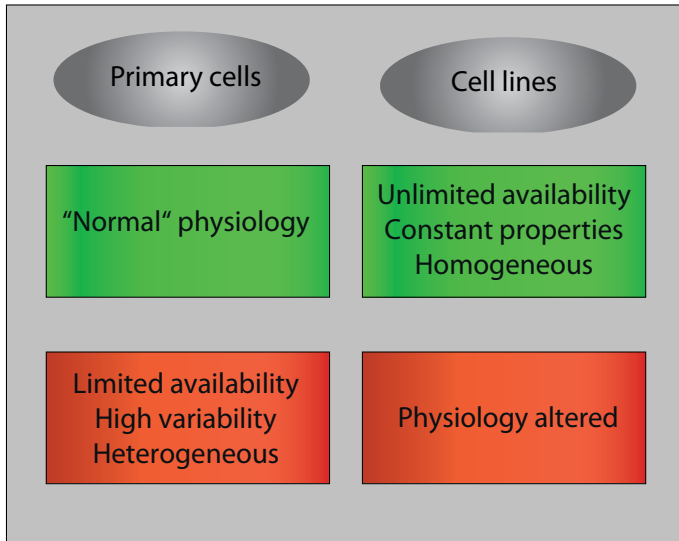 Primary cells
Cell lines
“Normal“ physiology
Unlimited availability
Constant properties
Homogeneous
Limited availability
High variability
Heterogeneous
Physiology altered